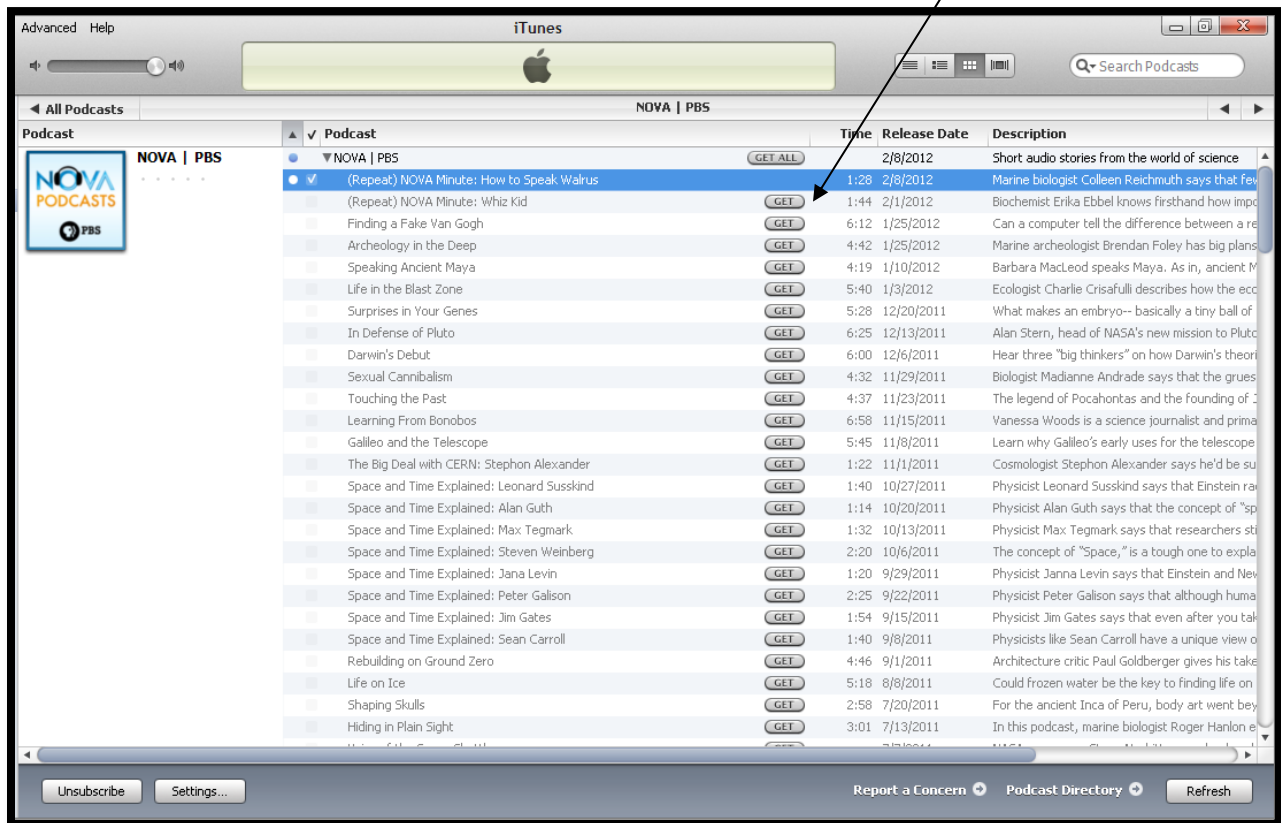 Advanced Help iTunes
Search Podcasts
All Podcasts NOVA | PBS
Podcast Podcast Time Release Date Description
NOVA PODCASTS PBS
NOVA | PBS
NOVA | PBS GET ALL 2/8/2012 Short audio stories from the world of science
(Repeat) NOVA Minute: How to Speak Walrus 1:28 2/8/2012 Marine biologist Colleen Reichmuth says that few
(Repeat) NOVA Minute: Whiz Kid GET 1:44 2/1/2012 Biochemist Erika Ebbel knows firsthand how impo
Finding a Fake Van Gogh GET 6:12 1/25/2012 Can a computer tell the difference between a re
Archeology in the Deep GET 4:42 1/25/2012 Marine archeologist Brendan Foley has big plans
Speaking Ancient Maya GET 4:19 1/10/2012 Barbara MacLeod speaks Maya. As in, ancient M
Life in the Blast Zone GET 5:40 1/3/2012 Ecologist Charlie Crisafulli describes how the eco
Surprises in Your Genes GET 5:28 12/20/2011 What makes an embryo-- basically a tiny ball of
In Defense of Pluto GET 6:25 12/13/2011 Alan Stern, head of NASA's new mission to Pluto
Darwin's Debut GET 6:00 12/6/2011 Hear three "big thinkers" on how Darwin's theori
Sexual Cannibalism GET 4:32 11/29/2011 Biologist Madianne Andrade says that the grues
Touching the Past GET 4:37 11/23/2011 The legend of Pocahontas and the founding of
Learning From Bonobos GET 6:58 11/15/2011 Vanessa Woods is a science journalist and prima
Galileo and the Telescope GET 5:45 11/8/2011 Learn why Galileo's early uses for the telescope
The Big Deal with CERN: Stephon Alexander GET 1:22 11/1/2011 Cosmologist Stephon Alexander says he'd be su
Space and Time Explained: Leonard Susskind GET 1:40 10/27/2011 Physicist Leonard Susskind says that Einstein ra
Space and Time Explained: Alan Guth GET 1:14 10/20/2011 Physicist Alan Guth says that the concept of "sp
Space and Time Explained: Max Tegmark GET 1:32 10/13/2011 Physicist Max Tegmark says that researchers sti
Space and Time Explained: Steven Weinberg GET 2:20 10/6/2011 The concept of "Space," is a tough one to expla
Space and Time Explained: Jana Levin GET 1:20 9/29/2011 Physicist Janna Levin says that Einstein and New
Space and Time Explained: Peter Galison GET 2:25 9/22/2011 Physicist Peter Galison says that although huma
Space and Time Explained: Jim Gates GET 1:54 9/15/2011 Physicist Jim Gates says that even after you tak
Space and Time Explained: Sean Carroll GET 1:40 9/8/2011 Physicists like Sean Carroll have a unique view o
Rebuilding on Ground Zero GET 4:46 9/1/2011 Architecture critic Paul Goldberger gives his take
Life on Ice GET 5:18 8/8/2011 Could frozen water be the key to finding life on
Shaping Skulls GET 2:58 7/20/2011 For the ancient Inca of Peru, body art went bey
Hiding in Plain Sight GET 3:01 7/13/2011 In this podcast, marine biologist Roger Hanlon e
Unsubscribe Settings... Report a Concern Podcast Directory Refresh